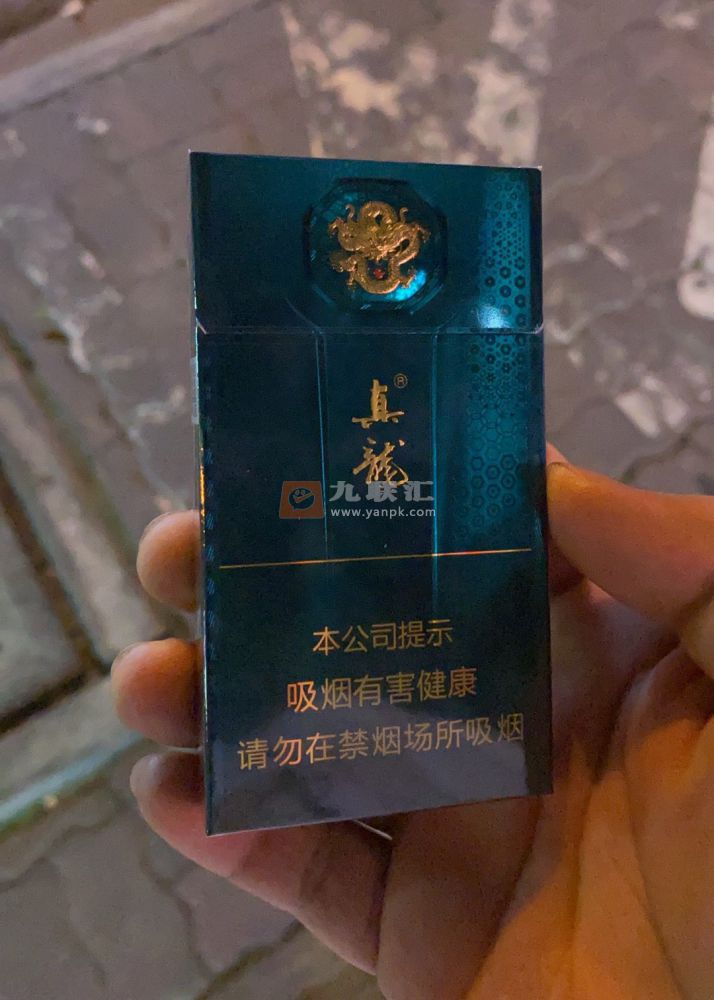 ®
真
龍
九联汇
www.yanpk.com
本公司提示
吸烟有害健康
请勿在禁烟场所吸烟